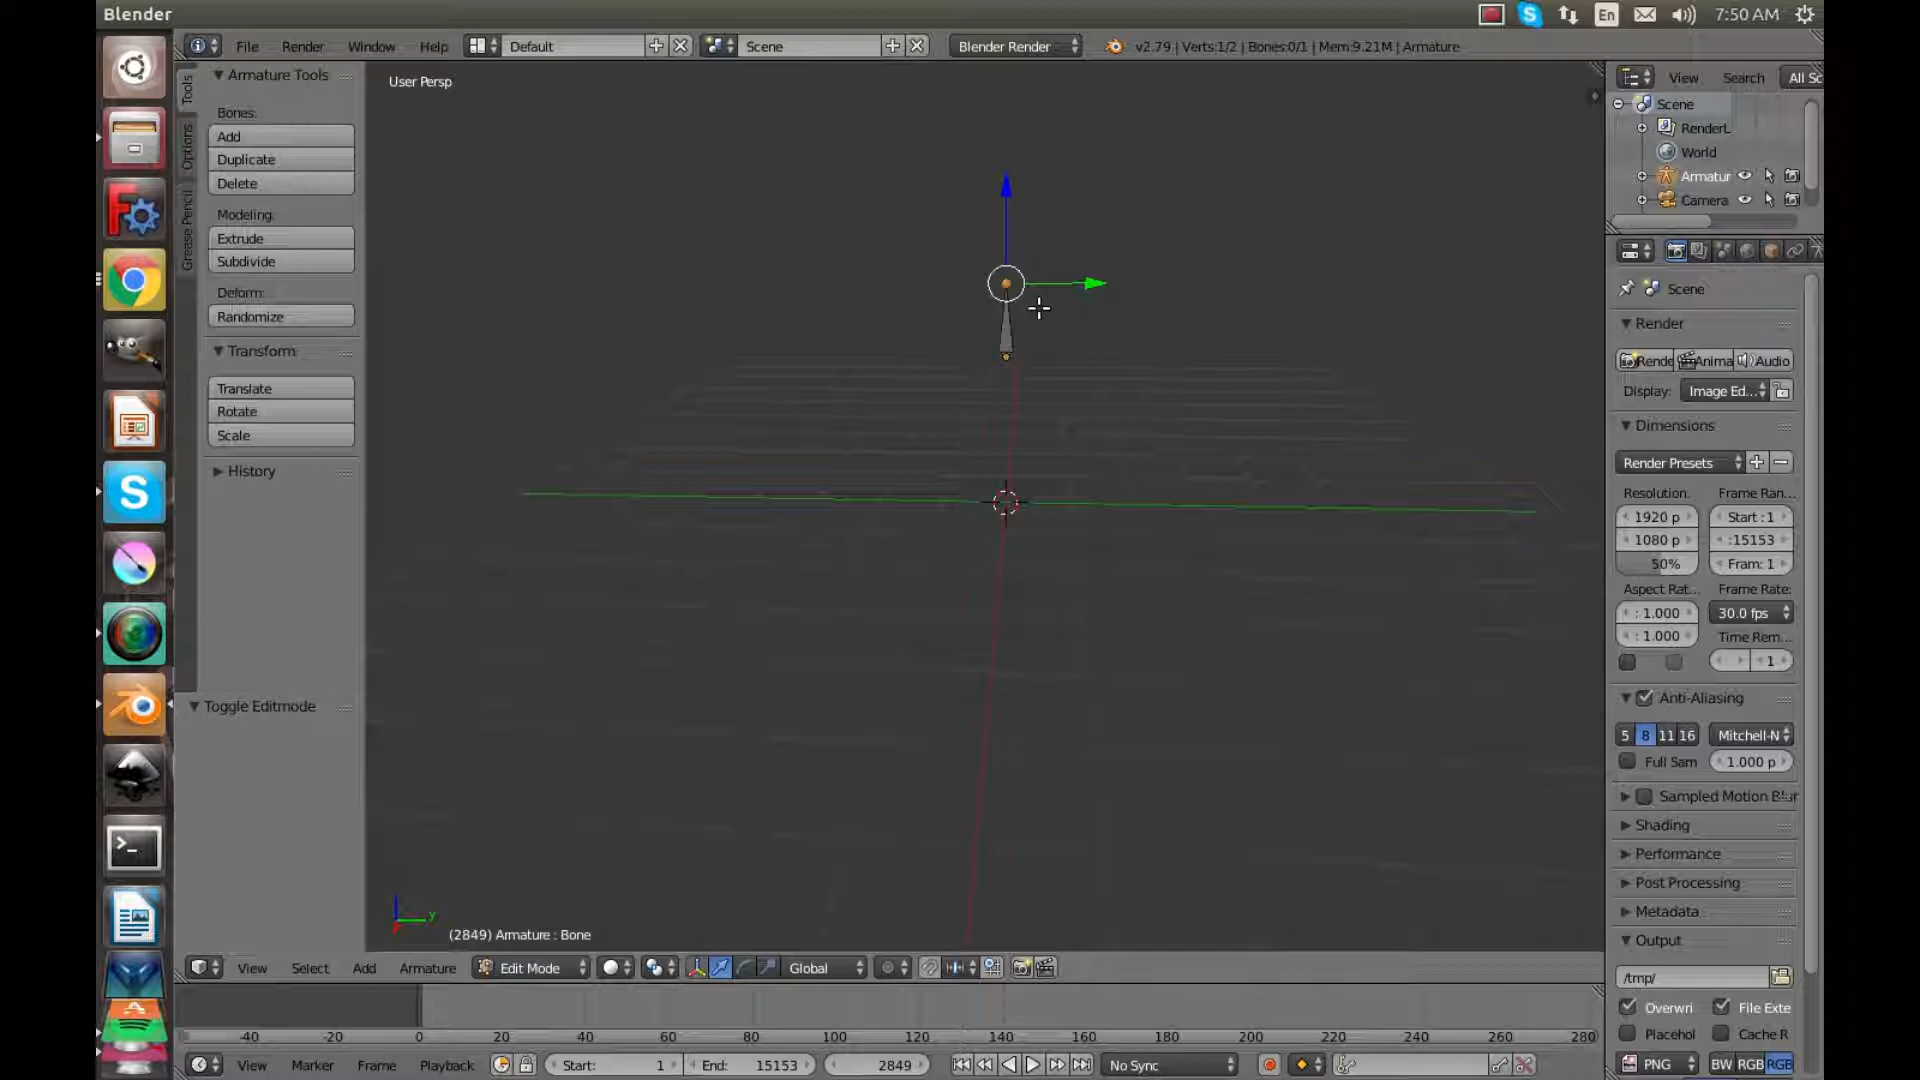 Blender
En
7:50 AM
File Render Window Help
Default
Scene
Blender Render
v2.79 | Verts:1/2 | Bones:0/1 | Mem:9.21M | Armature
Tools
Options
Grease Pencil
Armature Tools
Bones:
Add
Duplicate
Delete
Modeling:
Extrude
Subdivide
Deform:
Randomize
Transform
Translate
Rotate
Scale
History
Toggle Editmode
User Persp
y
(2849) Armature : Bone
View Select Add Armature
Edit Mode
Global
-40 -20 0 20 40 60 80 100 120 140 160 180 200 220 240 260 280
View Marker Frame Playback
Start: 1
End: 15153
2849
No Sync
View Search All Sc
Scene
RenderL
World
Armatur
Camera
Scene
Render
Rende Anima Audio
Display: Image Ed...
Dimensions
Render Presets
Resolution: Frame Ran...
1920 p Start :1
1080 p :15153
50% Fram: 1
Aspect Rat... Frame Rate:
: 1.000 30.0 fps
: 1.000 Time Rem...
1
Anti-Aliasing
5 8 11 16 Mitchell-N
Full Sam 1.000 p
Sampled Motion Blur
Shading
Performance
Post Processing
Metadata
Output
/tmp/
Overwri File Exte
Placehol Cache R
PNG BW RGB RGB